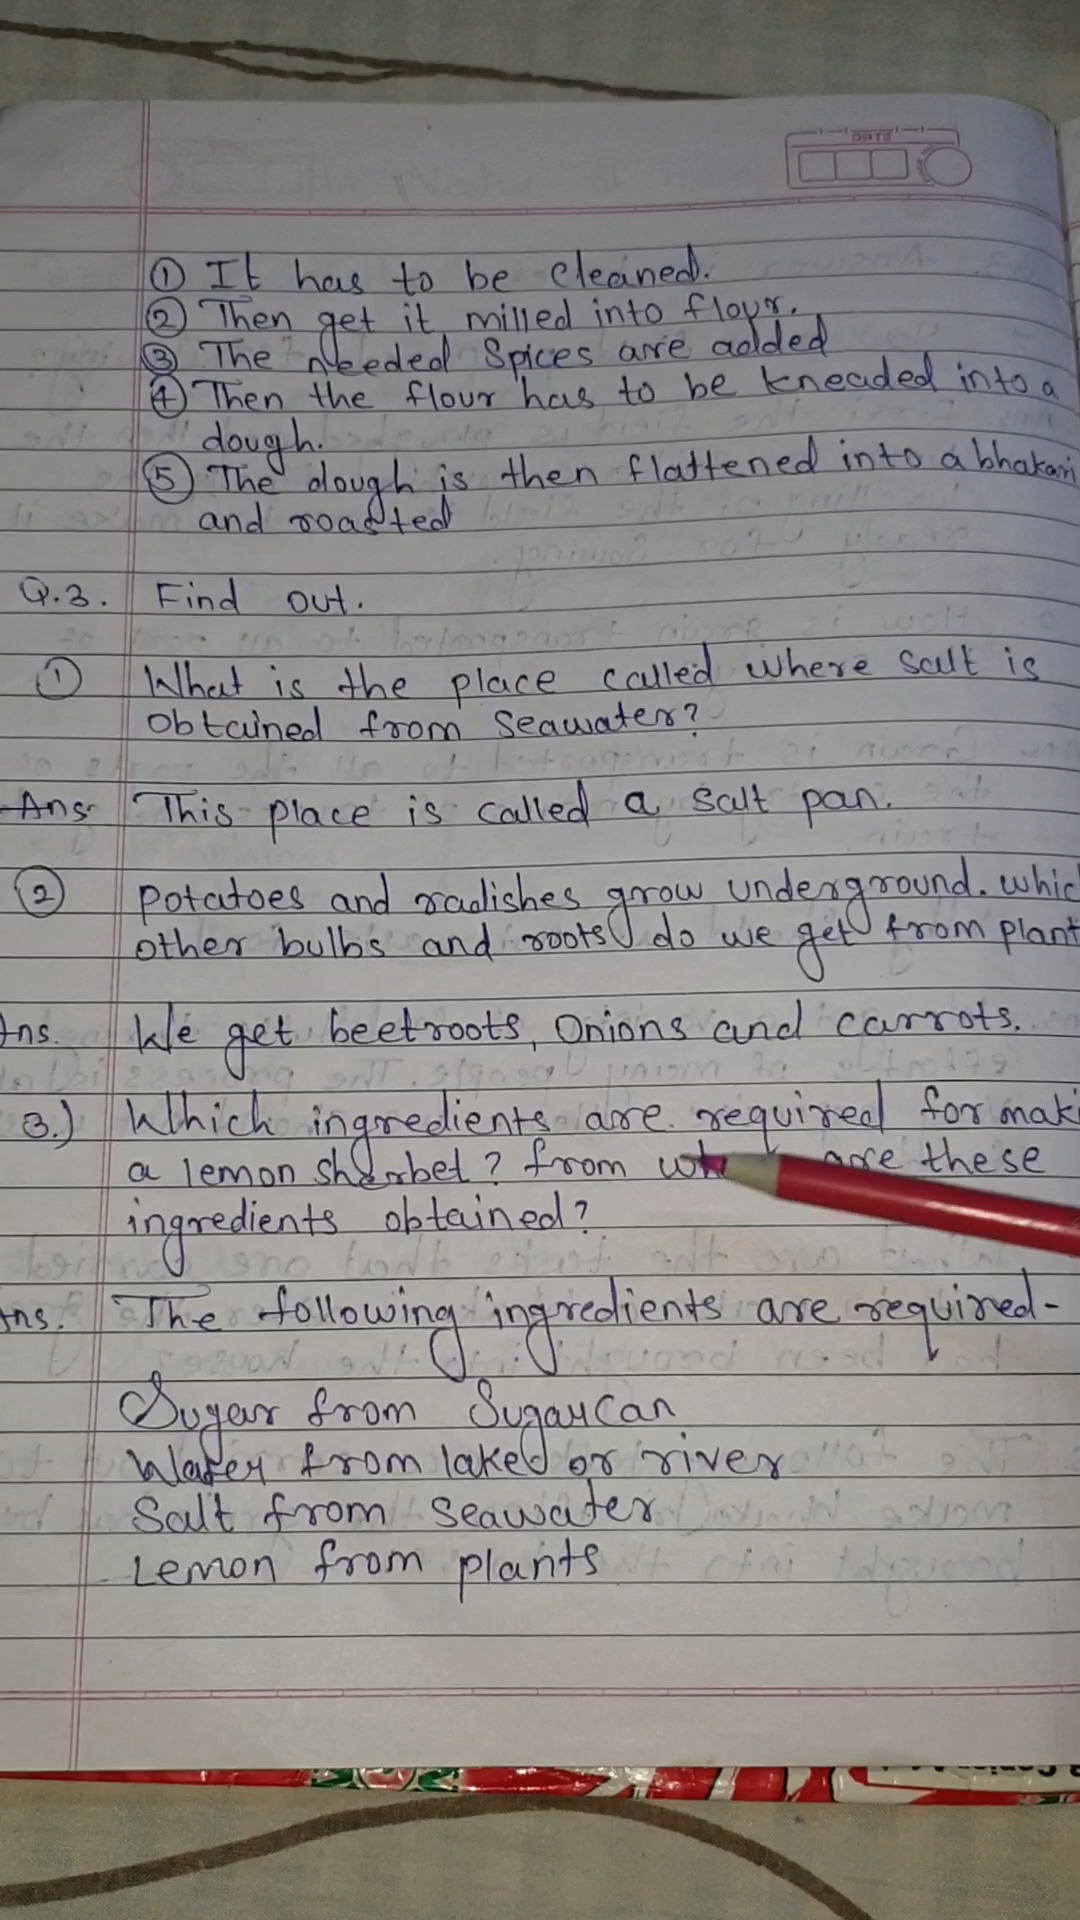 DATE
① It has to be cleaned.
② Then get it milled into flour.
③ The needed Spices are added
④ Then the flour has to be kneaded into a
dough.
⑤ The dough is then flattened into a bhakari
and roasted
Q.3. Find out.
① What is the place called where salt is
obtained from seawater?
Ans. This place is called a salt pan.
② potatoes and radishes grow underground. whic
other bulbs and roots do we get from plant
Ans. We get beetroots, Onions and carrots.
3.) Which ingredients are required for maki
a lemon sherbet? from are these
ingredients obtained?
Ans. The following ingredients are required-
Sugar from Sugarcan
Water from lake or river
Salt from seawater
Lemon from plants